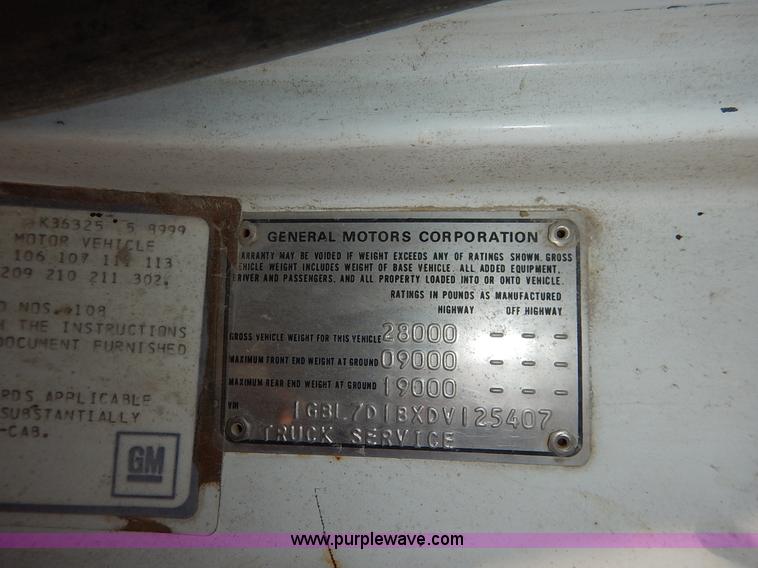 K36325 5 8999
MOTOR VEHICLE
106 107 111 113
209 210 211 302,
NOS. 108
THE INSTRUCTIONS
DOCUMENT FURNISHED
APPLICABLE
SUBSTANTIALLY
-CAB.
GM
GENERAL MOTORS CORPORATION
WARRANTY MAY BE VOIDED IF WEIGHT EXCEEDS ANY OF RATINGS SHOWN. GROSS
VEHICLE WEIGHT INCLUDES WEIGHT OF BASE VEHICLE. ALL ADDED EQUIPMENT,
DRIVER AND PASSENGERS, AND ALL PROPERTY LOADED INTO OR ONTO VEHICLE.
RATINGS IN POUNDS AS MANUFACTURED
HIGHWAY OFF HIGHWAY
GROSS VEHICLE WEIGHT FOR THIS VEHICLE 28000 - - -
MAXIMUM FRONT END WEIGHT AT GROUND 09000 - - -
MAXIMUM REAR END WEIGHT AT GROUND 19000 - - -
VIN 1GBL7D1BXDV125407
TRUCK SERVICE
www.purplewave.com